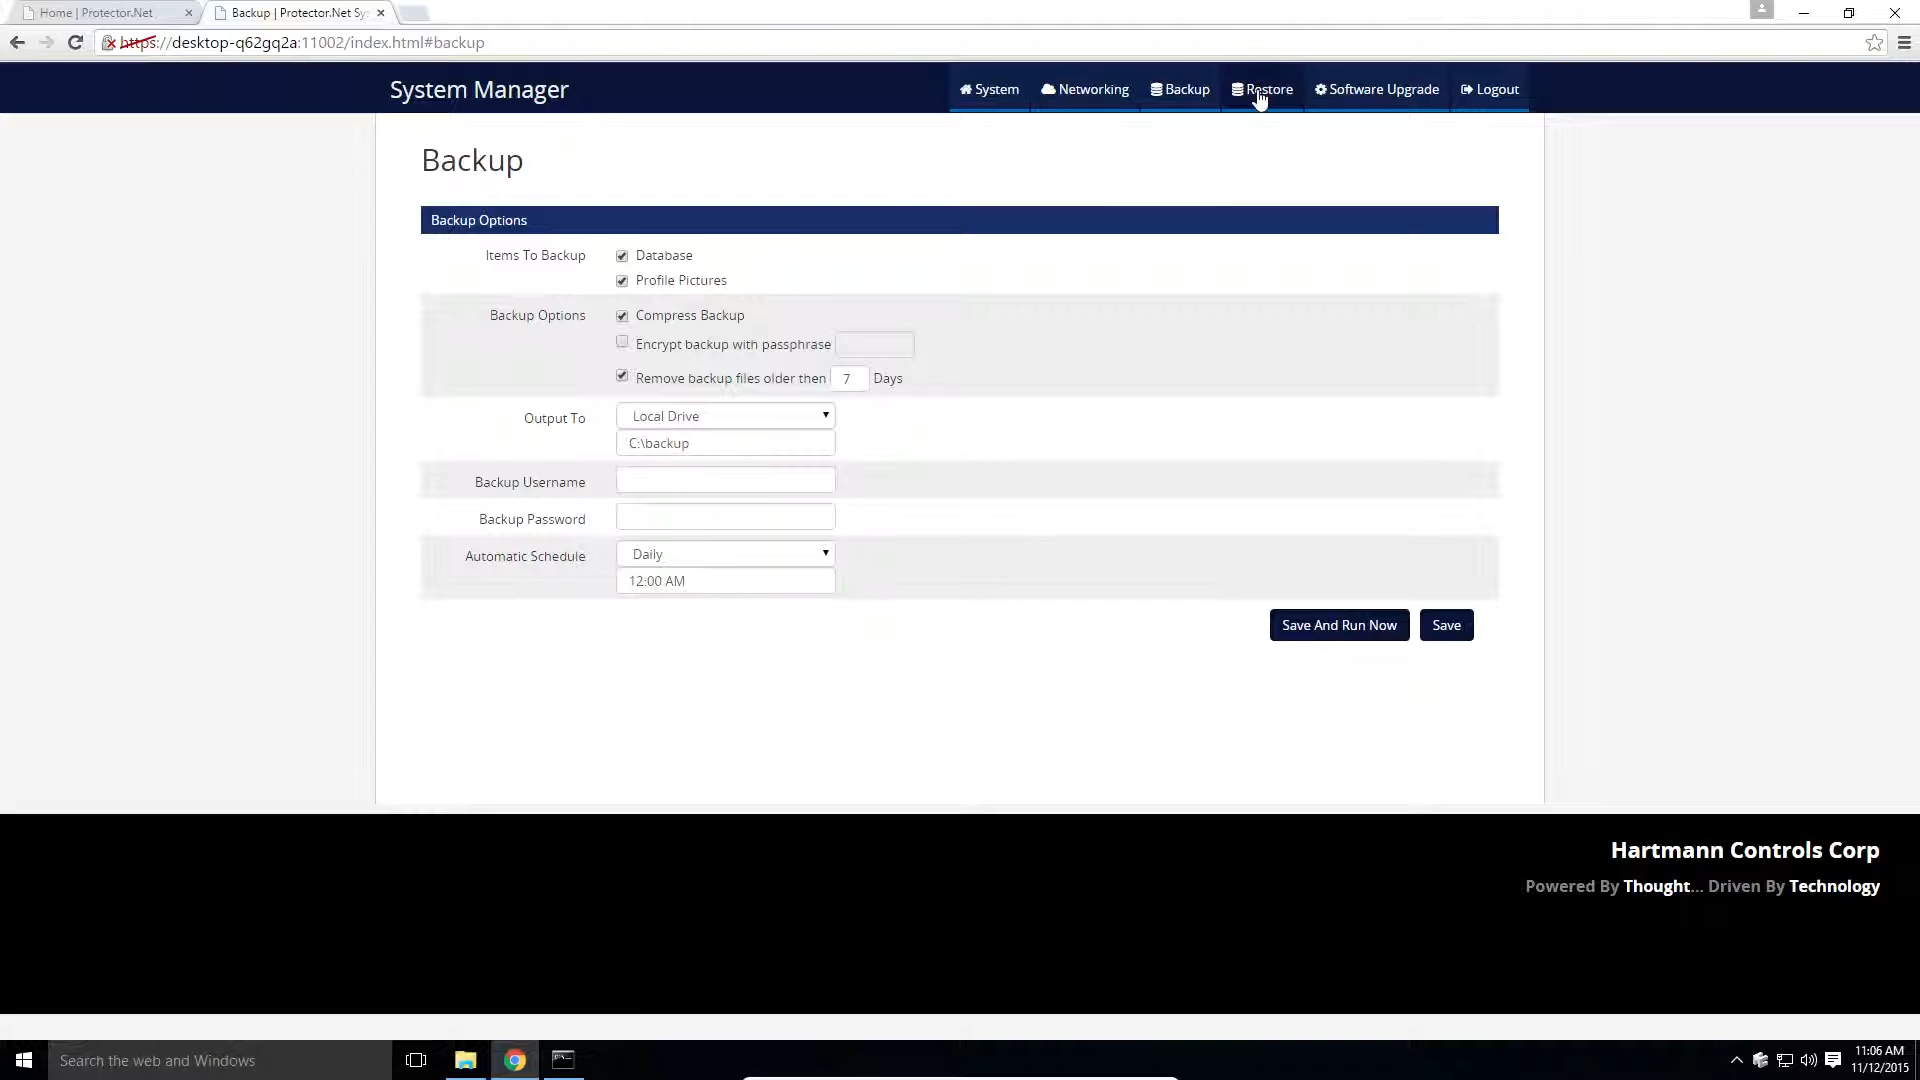 Home | Protector.Net
Backup | Protector.Net Sy
https://desktop-q62gq2a:11002/index.html#backup
System Manager
System
Networking
Backup
Restore
Software Upgrade
Logout
Backup
Backup Options
Items To Backup
Database
Profile Pictures
Backup Options
Compress Backup
Encrypt backup with passphrase
Remove backup files older then 7 Days
Output To
Local Drive
C:\backup
Backup Username
Backup Password
Automatic Schedule
Daily
12:00 AM
Save And Run Now
Save
Hartmann Controls Corp
Powered By Thought... Driven By Technology
Search the web and Windows
11:06 AM
11/12/2015